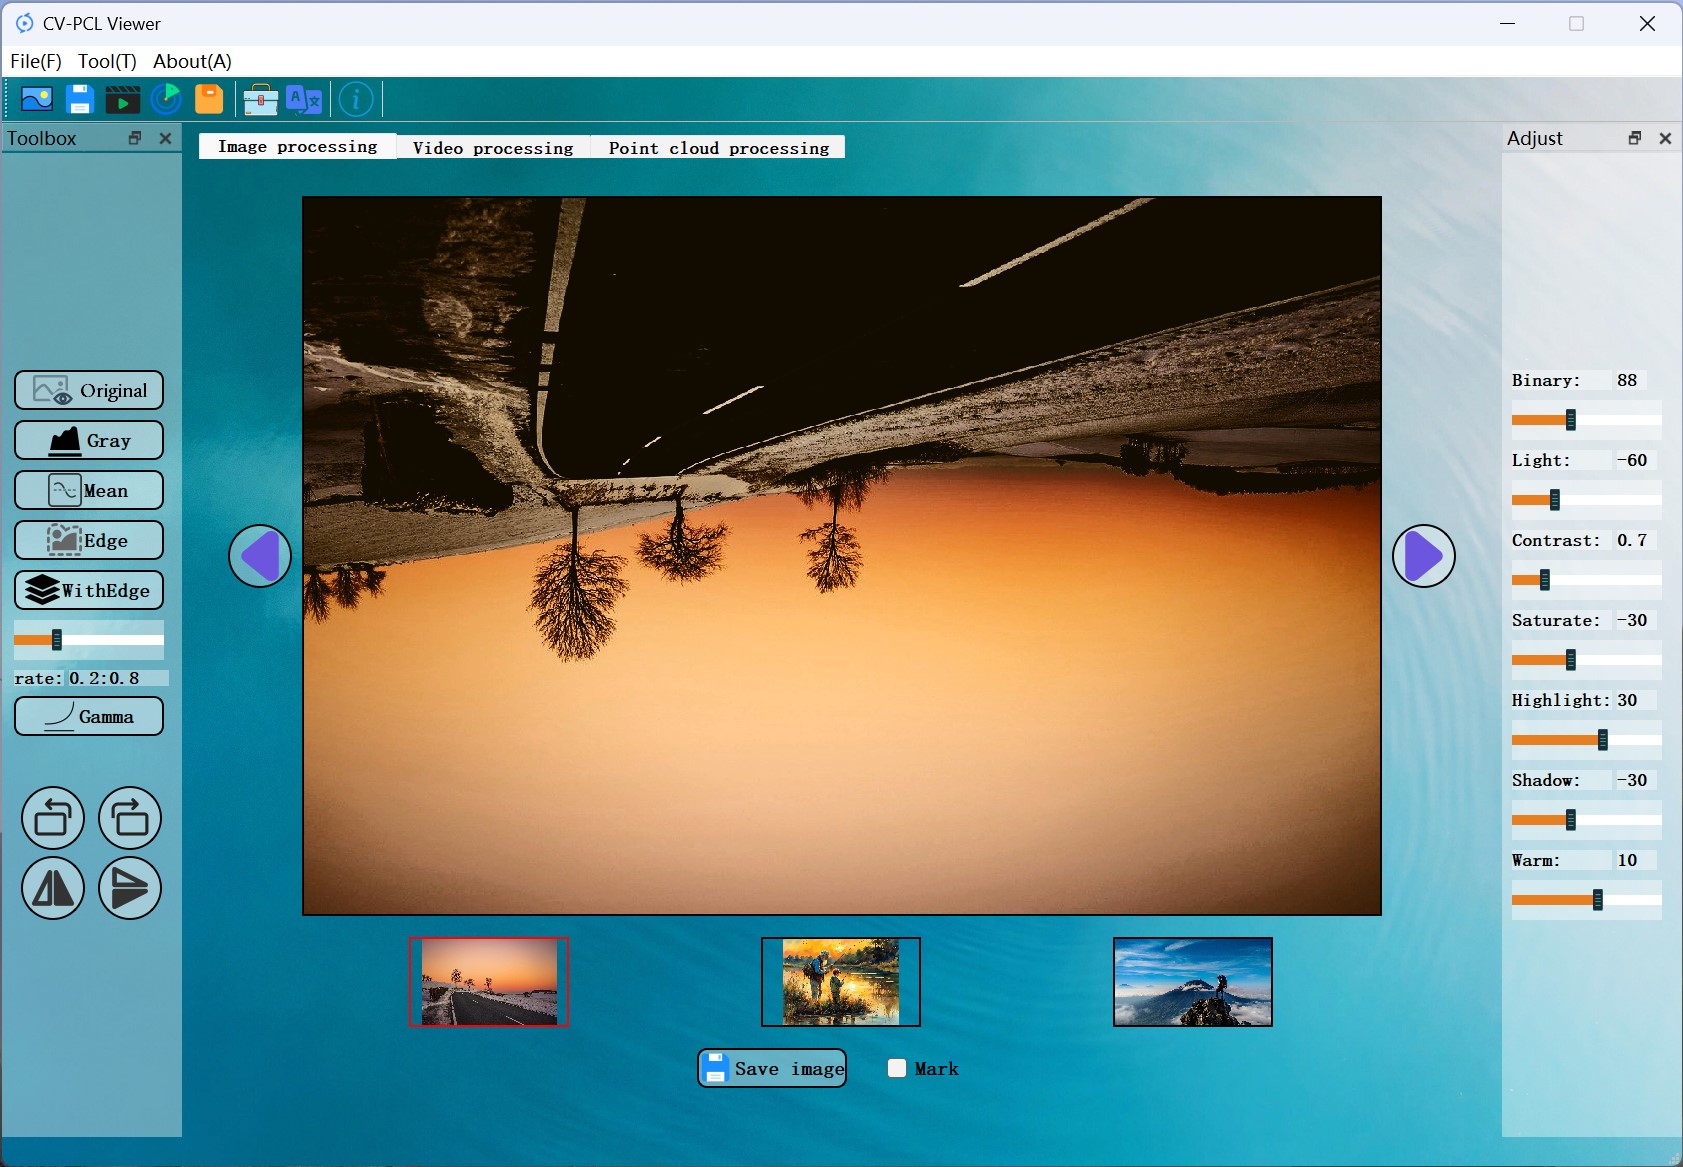 CV-PCL Viewer
File(F) Tool(T) About(A)
Toolbox
Image processing Video processing Point cloud processing
Adjust
Original
Gray
Mean
Edge
WithEdge
rate: 0.2:0.8
Gamma
Binary: 88
Light: -60
Contrast: 0.7
Saturate: -30
Highlight: 30
Shadow: -30
Warm: 10
Save image Mark